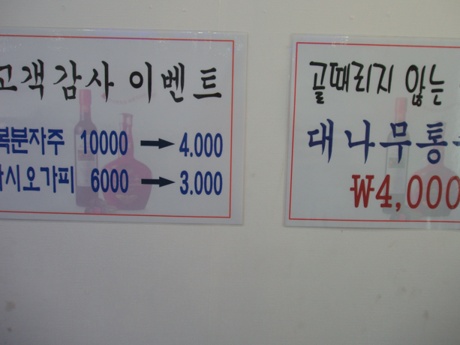 고객감사 이벤트
복분자주 10000 → 4.000
가시오가피 6000 → 3.000
골때리지 않는
대나무통
₩4,000